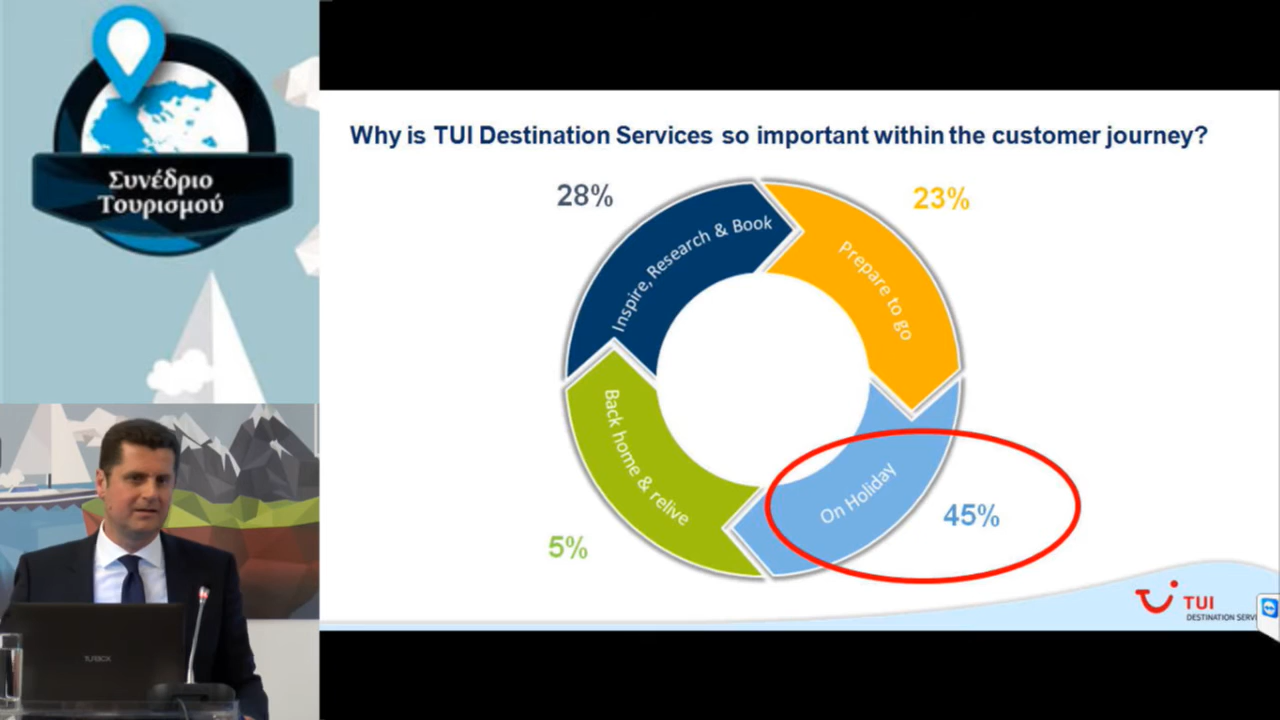 Συνέδριο
Τουρισμού
Why is TUI Destination Services so important within the customer journey?
28%
23%
Inspire, Research & Book
Prepare to go
Back home & relive
On Holiday
45%
5%
TUI
DESTINATION SERVI